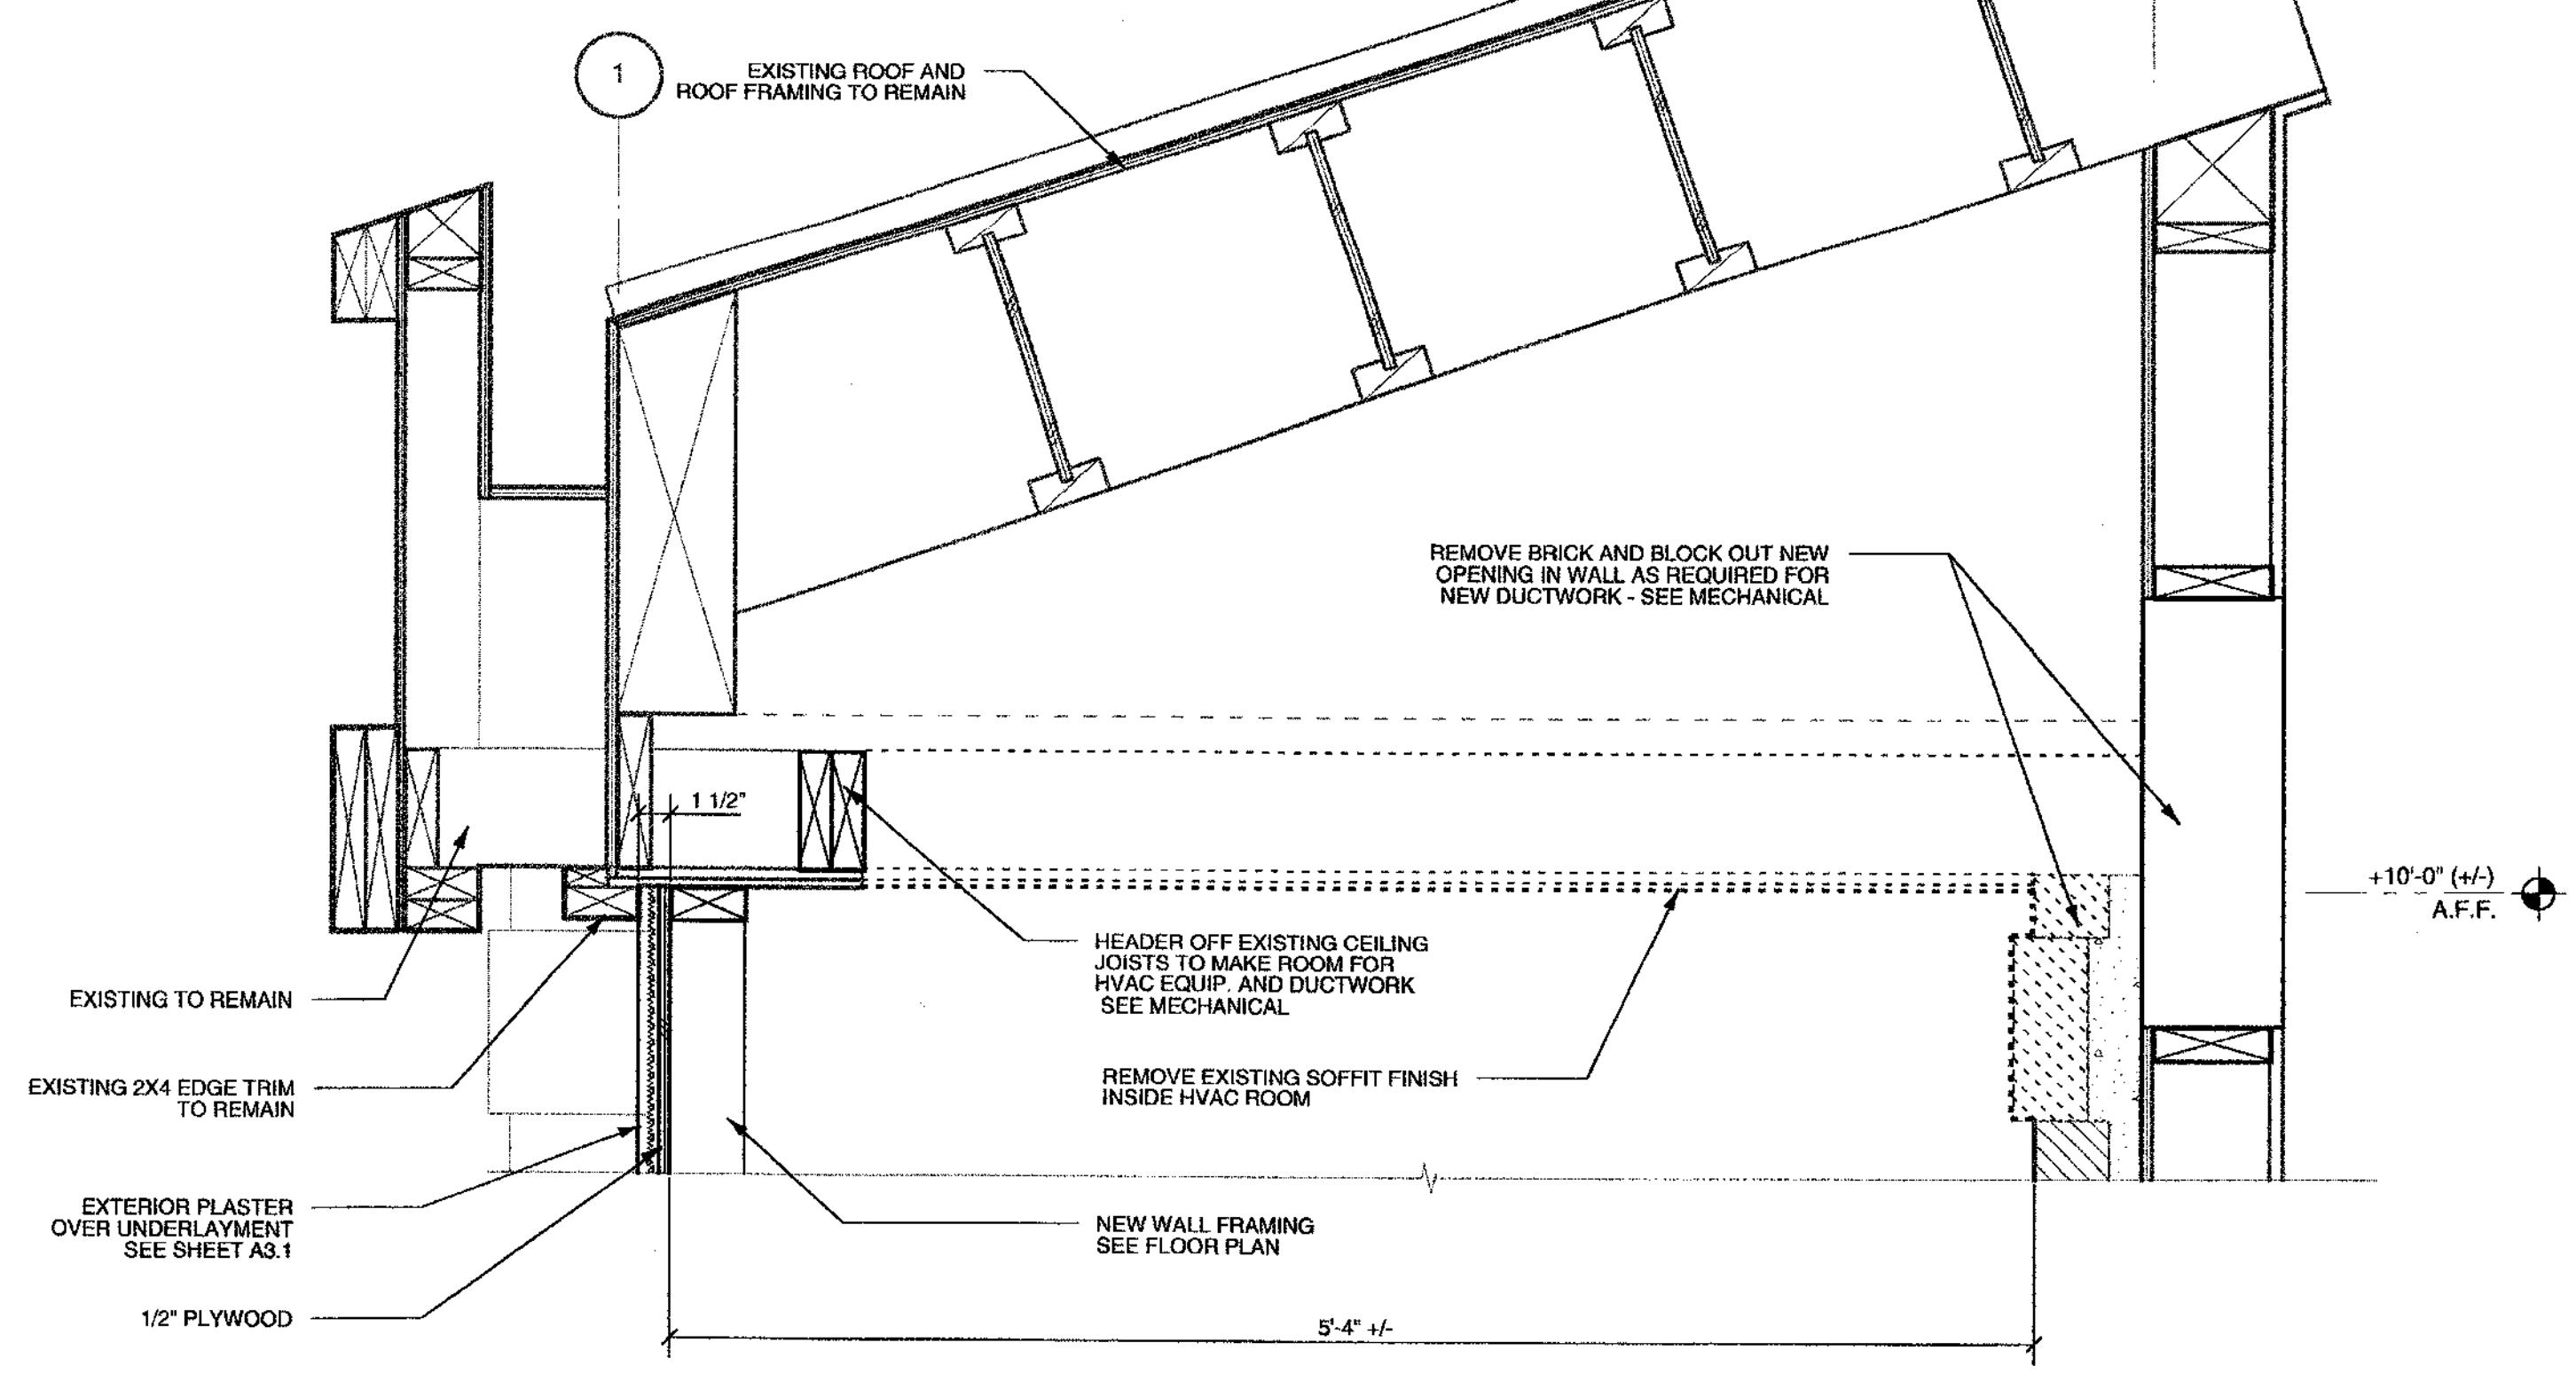 1
EXISTING ROOF AND
ROOF FRAMING TO REMAIN
REMOVE BRICK AND BLOCK OUT NEW
OPENING IN WALL AS REQUIRED FOR
NEW DUCTWORK - SEE MECHANICAL
1 1/2"
+10'-0" (+/-)
A.F.F.
HEADER OFF EXISTING CEILING
JOISTS TO MAKE ROOM FOR
HVAC EQUIP. AND DUCTWORK
SEE MECHANICAL
EXISTING TO REMAIN
REMOVE EXISTING SOFFIT FINISH
INSIDE HVAC ROOM
EXISTING 2X4 EDGE TRIM
TO REMAIN
EXTERIOR PLASTER
OVER UNDERLAYMENT
SEE SHEET A3.1
NEW WALL FRAMING
SEE FLOOR PLAN
1/2" PLYWOOD
5'-4" +/-